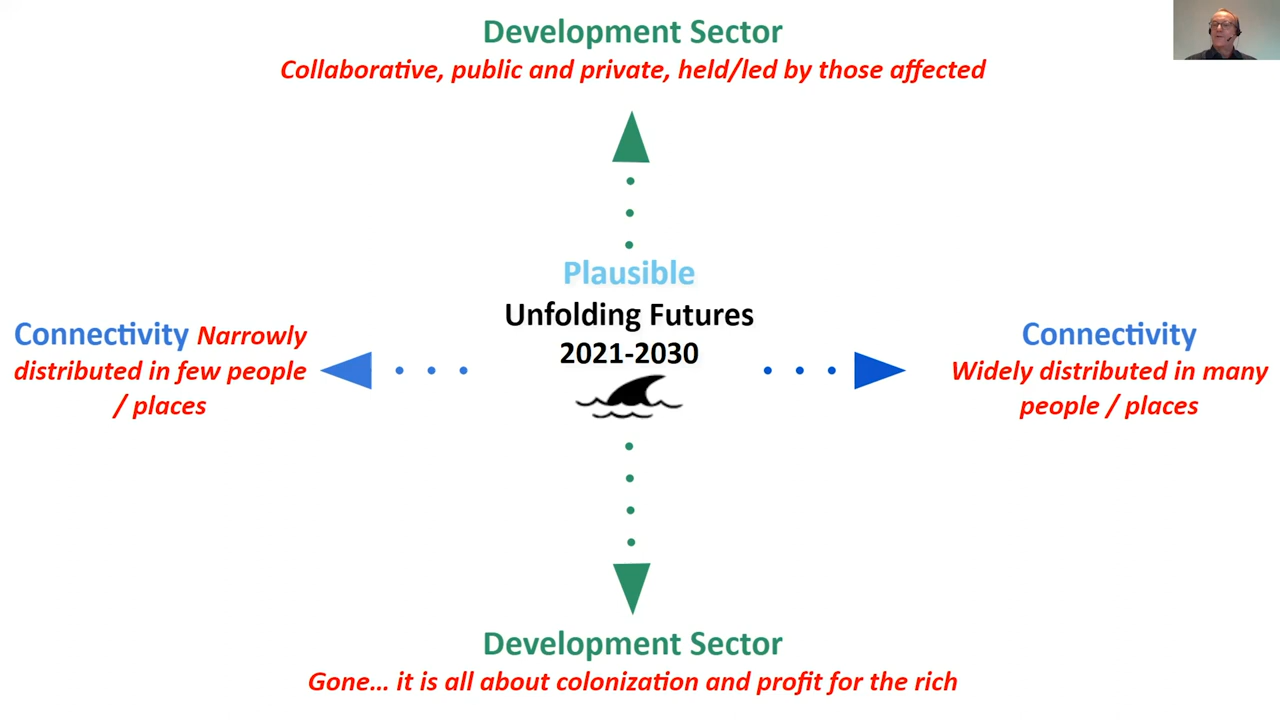 Development Sector
Collaborative, public and private, held/led by those affected
Plausible
Unfolding Futures
2021-2030
Connectivity Narrowly
distributed in few people
/ places
Connectivity
Widely distributed in many
people / places
Development Sector
Gone... it is all about colonization and profit for the rich